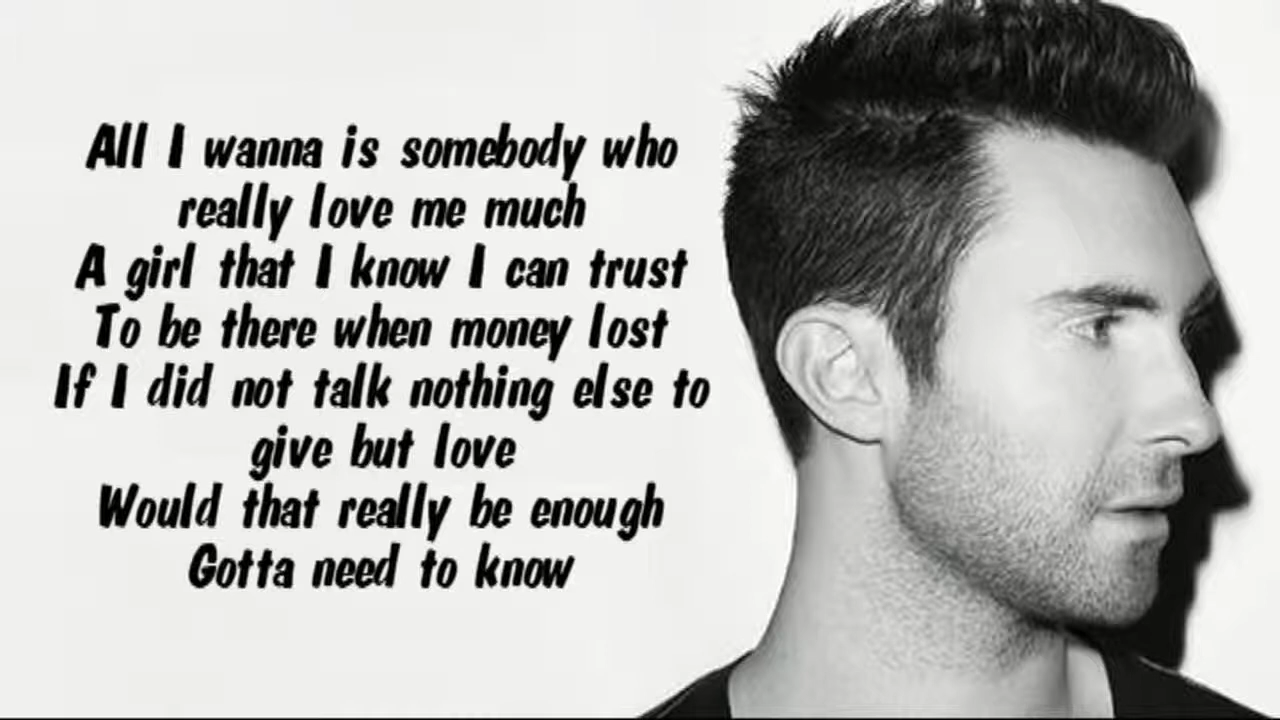 All I wanna is somebody who
really love me much
A girl that I know I can trust
To be there when money lost
If I did not talk nothing else to
give but love
Would that really be enough
Gotta need to know